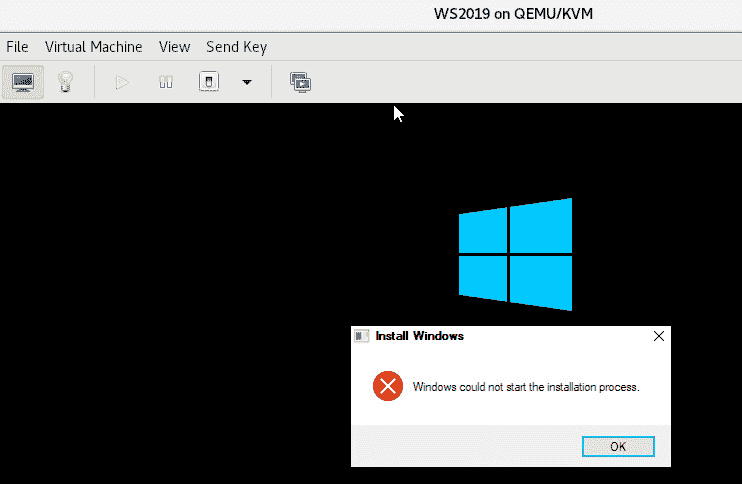 WS2019 on QEMU/KVM
File Virtual Machine View Send Key
Install Windows
Windows could not start the installation process.
OK